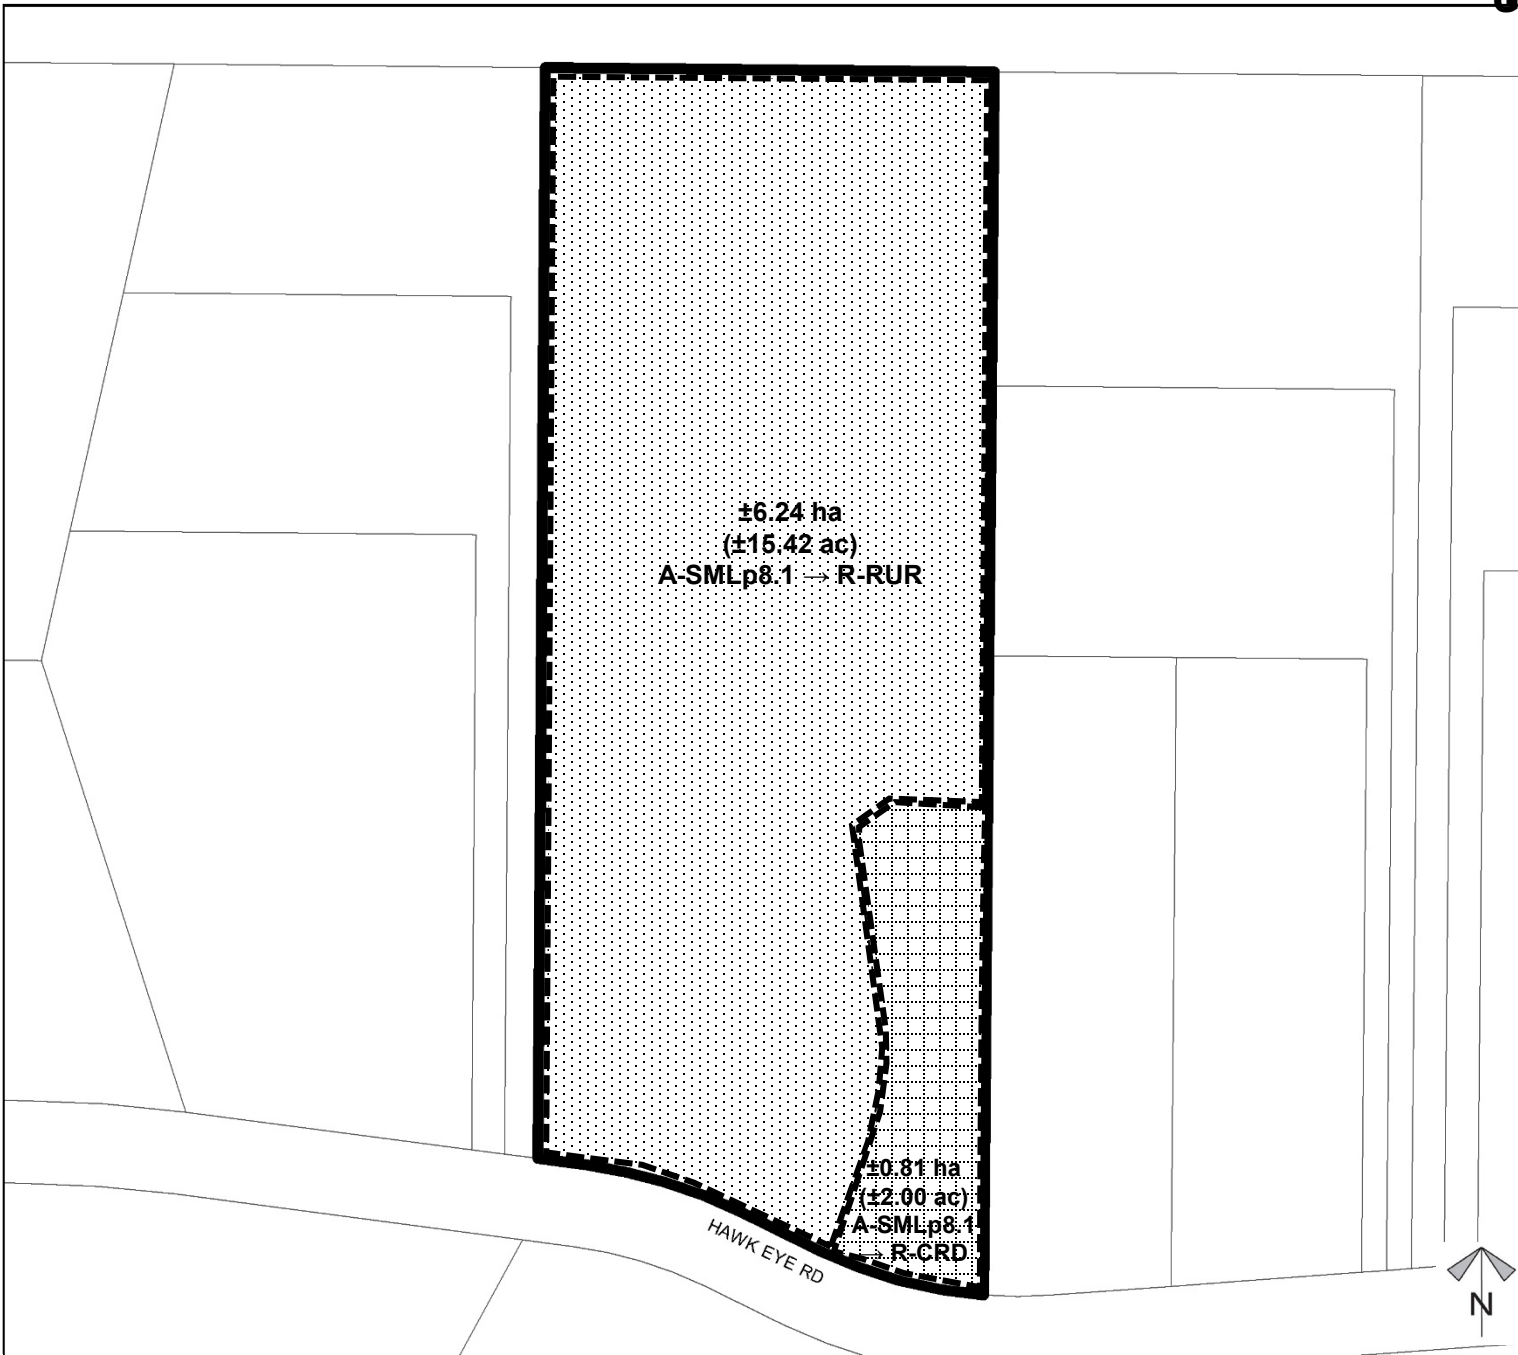 ±6.24 ha
(±15.42 ac)
A-SMLp8.1 → R-RUR
±0.81 ha
(±2.00 ac)
A-SMLp8.1
→ R-CRD
HAWK EYE RD
N